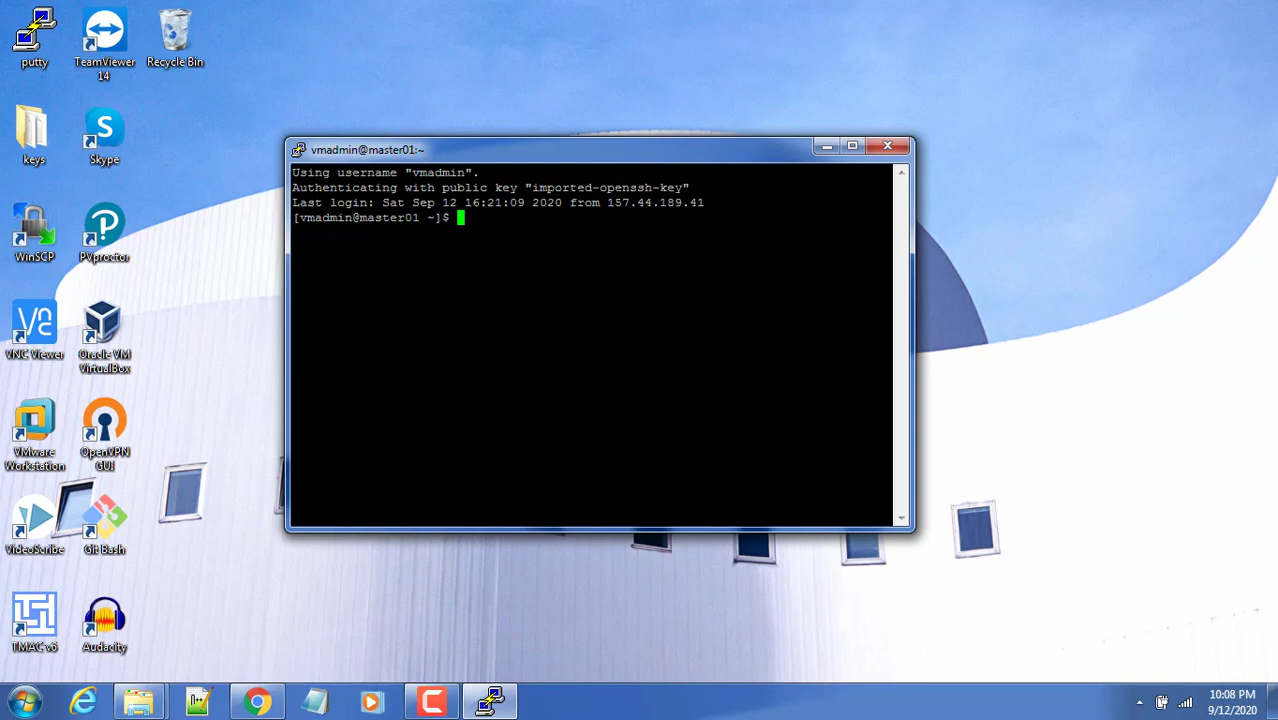 putty
TeamViewer 14
Recycle Bin
keys
Skype
WinSCP
PVproctor
VNC Viewer
Oracle VM VirtualBox
VMware Workstation
OpenVPN GUI
VideoScribe
Git Bash
TMAC v6
Audacity
vmadmin@master01:~
Using username "vmadmin".
Authenticating with public key "imported-openssh-key"
Last login: Sat Sep 12 16:21:09 2020 from 157.44.189.41
[vmadmin@master01 ~]$
10:08 PM
9/12/2020